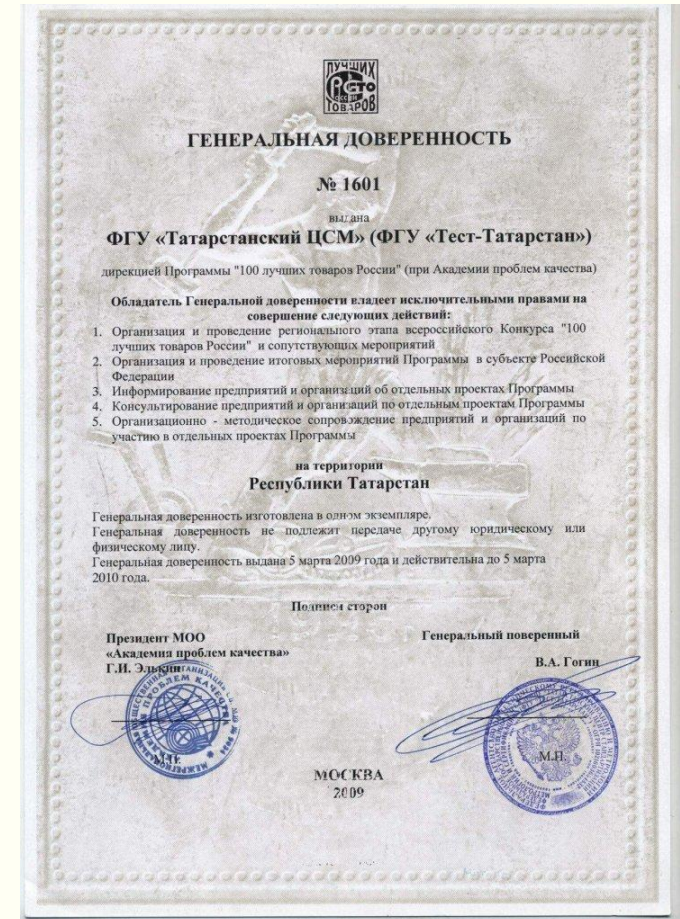 ЛУЧШИХ
СТО
ТОВАРОВ
ГЕНЕРАЛЬНАЯ ДОВЕРЕННОСТЬ
№ 1601
выдана
ФГУ «Татарстанский ЦСМ» (ФГУ «Тест-Татарстан»)
дирекцией Программы "100 лучших товаров России" (при Академии проблем качества)
Обладатель Генеральной доверенности владеет исключительными правами на
совершение следующих действий:
1. Организация и проведение регионального этапа всероссийского Конкурса "100
лучших товаров России" и сопутствующих мероприятий
2. Организация и проведение итоговых мероприятий Программы в субъекте Российской
Федерации
3. Информирование предприятий и организаций об отдельных проектах Программы
4. Консультирование предприятий и организаций по отдельным проектам Программы
5. Организационно - методическое сопровождение предприятий и организаций по
участию в отдельных проектах Программы
на территории
Республики Татарстан
Генеральная доверенность изготовлена в одном экземпляре.
Генеральная доверенность не подлежит передаче другому юридическому или
физическому лицу.
Генеральная доверенность выдана 5 марта 2009 года и действительна до 5 марта
2010 года.
Подписи сторон
Президент МОО
«Академия проблем качества»
Г.И. Элькин
Генеральный поверенный
В.А. Гогин
М.П.
М.П.
МОСКВА
2009